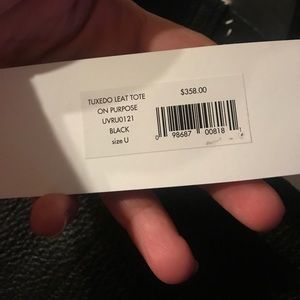 TUXEDO LEAT TOTE
ON PURPOSE
UVRU0121
BLACK
size U
$358.00
0 98687 00818